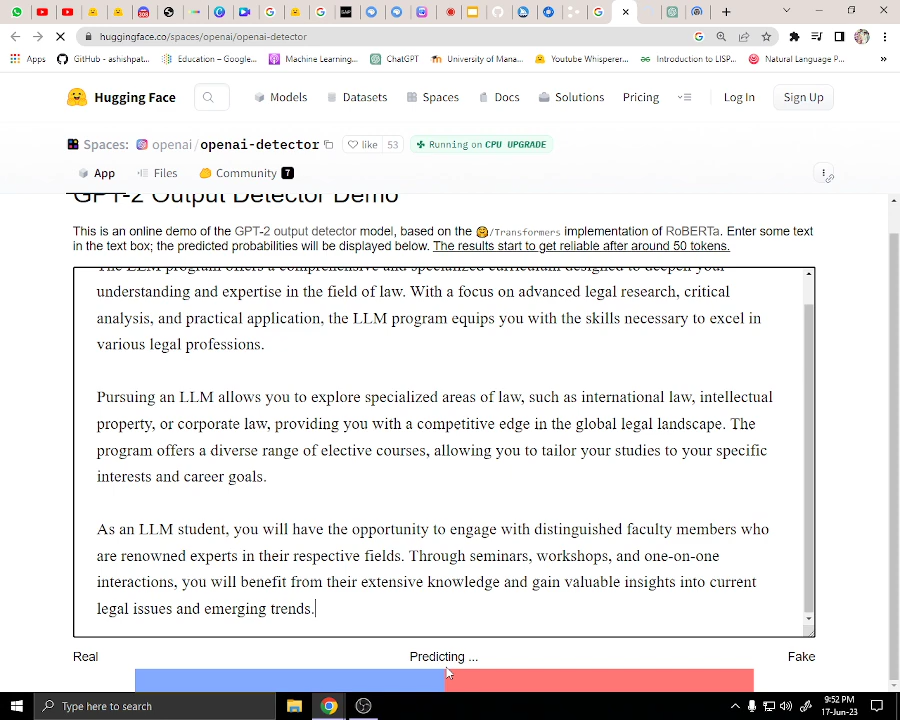 huggingface.co/spaces/openai/openai-detector
Apps
GitHub - ashishpat...
Education – Google...
Machine Learning...
ChatGPT
University of Mana...
Youtube Whisperer...
Introduction to LISP...
Natural Language P...
»
Hugging Face
Models
Datasets
Spaces
Docs
Solutions
Pricing
Log In
Sign Up
Spaces:
openai / openai-detector
like 53
Running on CPU UPGRADE
App
Files
Community 7
GPT-2 Output Detector Demo
This is an online demo of the GPT-2 output detector model, based on the 🤗/Transformers implementation of RoBERTa. Enter some text
in the text box; the predicted probabilities will be displayed below. The results start to get reliable after around 50 tokens.
The LLM program offers a comprehensive and specialized curriculum designed to deepen your
understanding and expertise in the field of law. With a focus on advanced legal research, critical
analysis, and practical application, the LLM program equips you with the skills necessary to excel in
various legal professions.
Pursuing an LLM allows you to explore specialized areas of law, such as international law, intellectual
property, or corporate law, providing you with a competitive edge in the global legal landscape. The
program offers a diverse range of elective courses, allowing you to tailor your studies to your specific
interests and career goals.
As an LLM student, you will have the opportunity to engage with distinguished faculty members who
are renowned experts in their respective fields. Through seminars, workshops, and one-on-one
interactions, you will benefit from their extensive knowledge and gain valuable insights into current
legal issues and emerging trends.
Real
Predicting ...
Fake
Type here to search
9:52 PM
17-Jun-23